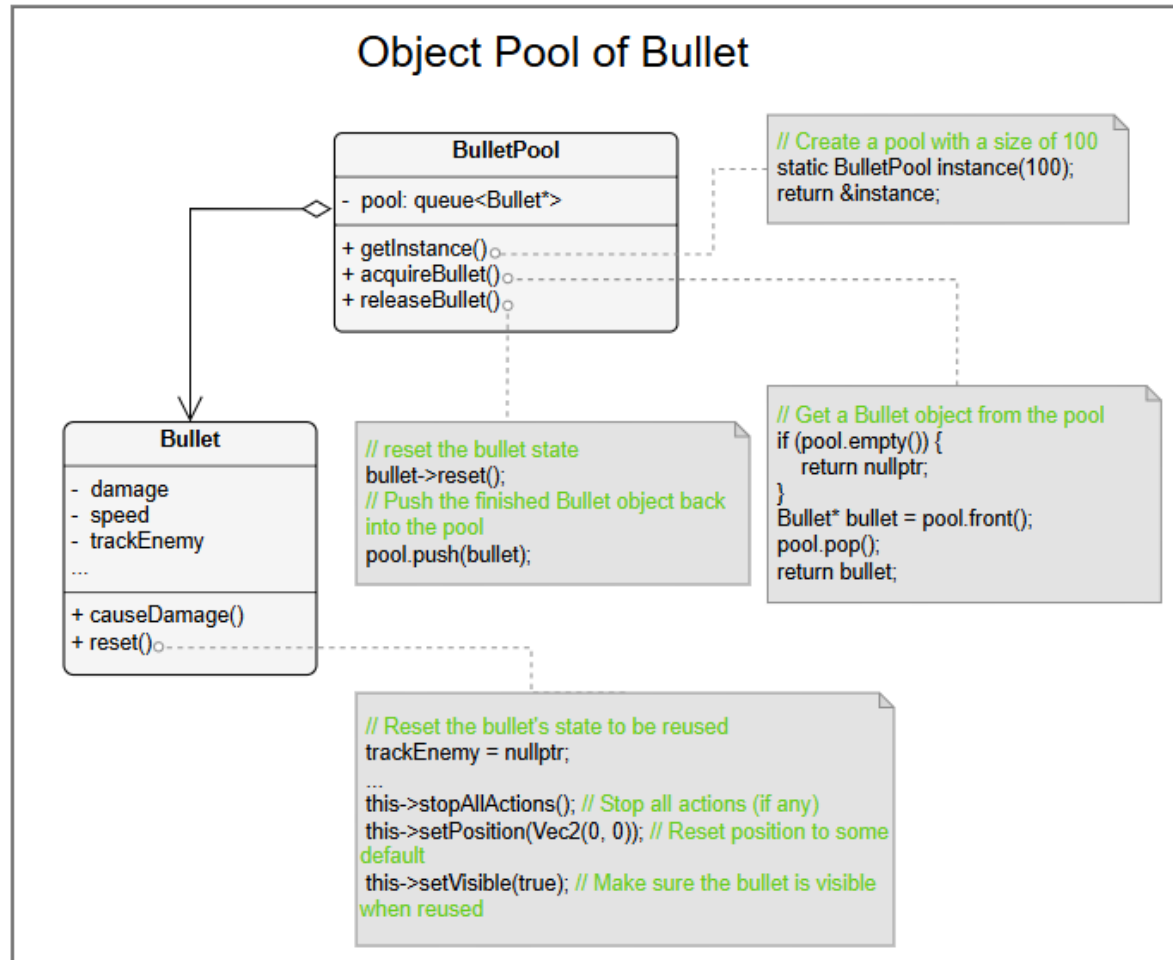 Object Pool of Bullet
BulletPool
- pool: queue<Bullet*>
+ getInstance()
+ acquireBullet()
+ releaseBullet()
// Create a pool with a size of 100
static BulletPool instance(100);
return &instance;
Bullet
- damage
- speed
- trackEnemy
...
+ causeDamage()
+ reset()
// reset the bullet state
bullet->reset();
// Push the finished Bullet object back
into the pool
pool.push(bullet);
// Get a Bullet object from the pool
if (pool.empty()) {
return nullptr;
}
Bullet* bullet = pool.front();
pool.pop();
return bullet;
// Reset the bullet's state to be reused
trackEnemy = nullptr;
...
this->stopAllActions(); // Stop all actions (if any)
this->setPosition(Vec2(0, 0)); // Reset position to some
default
this->setVisible(true); // Make sure the bullet is visible
when reused